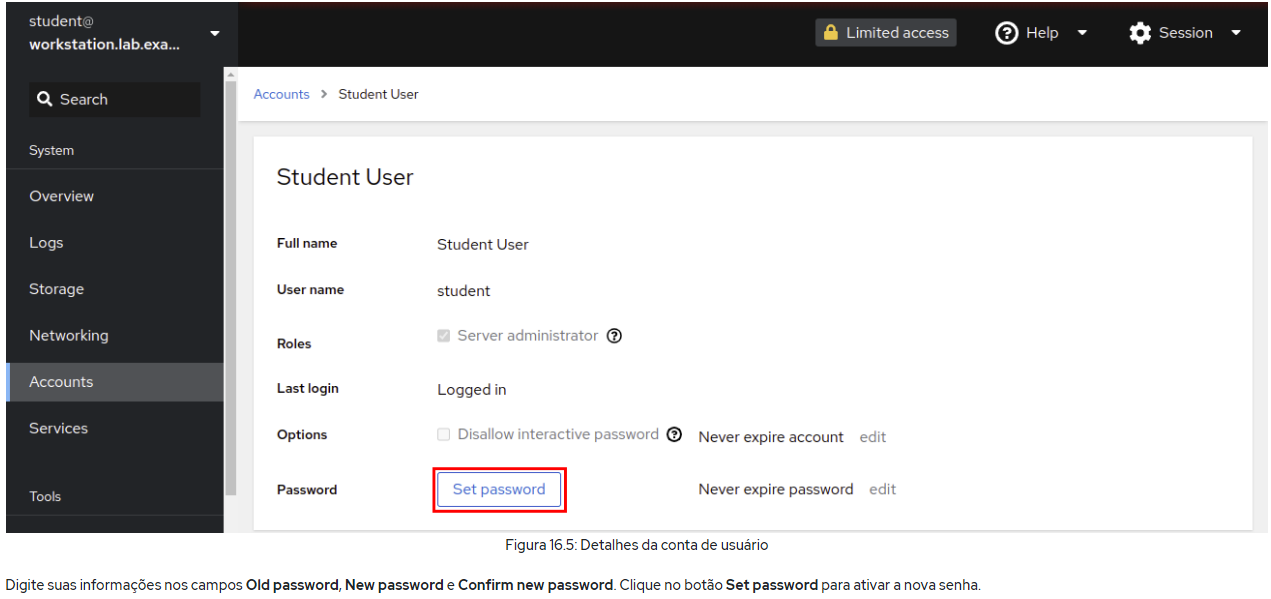 student@
workstation.lab.exa...
Limited access
Help
Session
Search
Accounts > Student User
System
Student User
Overview
Full name Student User
Logs
User name student
Storage
Roles Server administrator
Networking
Last login Logged in
Accounts
Options Disallow interactive password Never expire account edit
Services
Password Set password Never expire password edit
Tools
Figura 16.5: Detalhes da conta de usuário
Digite suas informações nos campos Old password, New password e Confirm new password. Clique no botão Set password para ativar a nova senha.